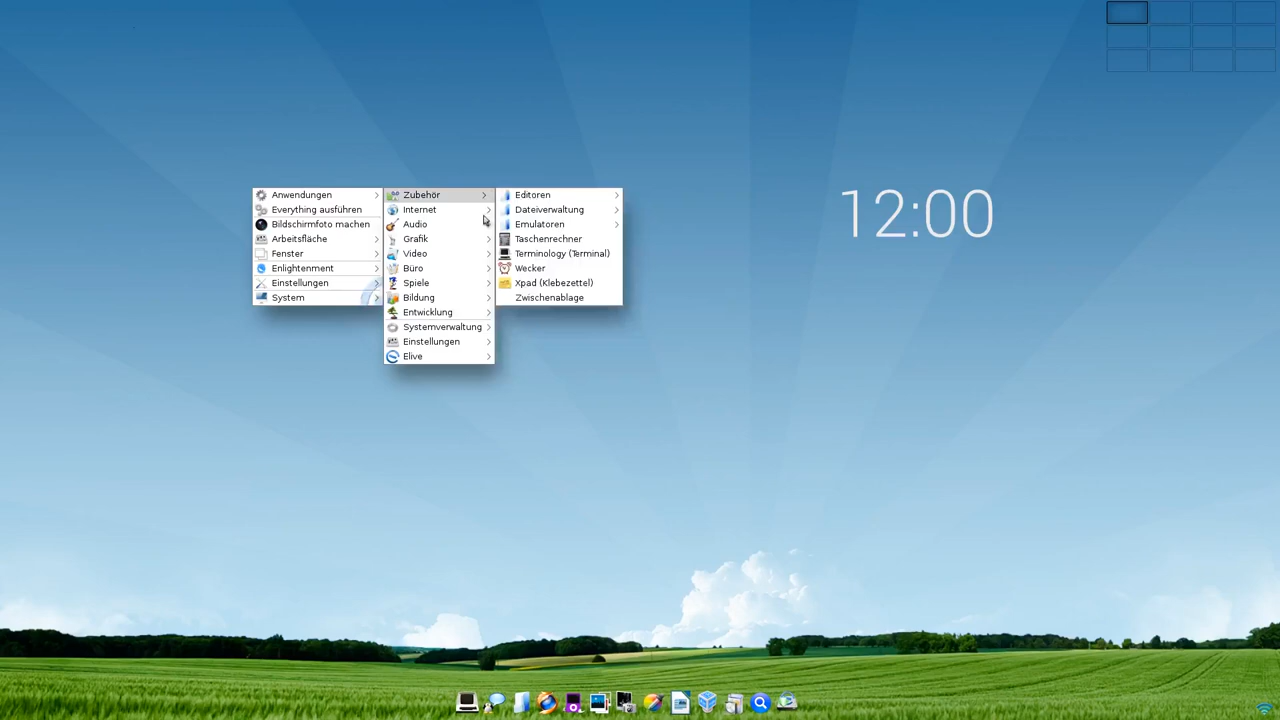 12:00
Anwendungen
Everything ausführen
Bildschirmfoto machen
Arbeitsfläche
Fenster
Enlightenment
Einstellungen
System
Zubehör
Internet
Audio
Grafik
Video
Büro
Spiele
Bildung
Entwicklung
Systemverwaltung
Einstellungen
Elive
Editoren
Dateiverwaltung
Emulatoren
Taschenrechner
Terminology (Terminal)
Wecker
Xpad (Klebezettel)
Zwischenablage